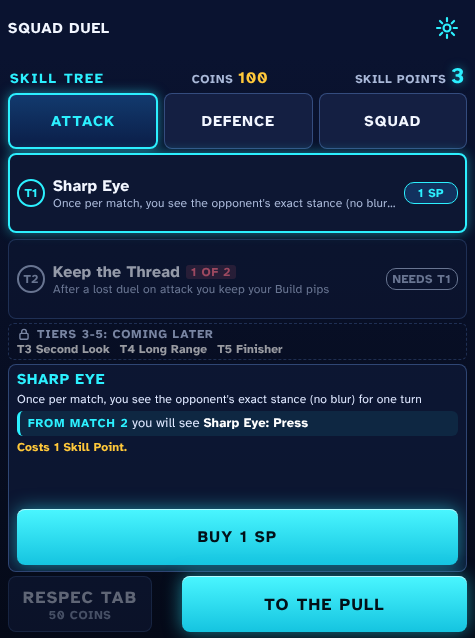 SQUAD DUEL
SKILL TREE COINS 100 SKILL POINTS 3
ATTACK DEFENCE SQUAD
T1 Sharp Eye 1 SP
Once per match, you see the opponent's exact stance (no blur...
T2 Keep the Thread 1 OF 2 NEEDS T1
After a lost duel on attack you keep your Build pips
TIERS 3-5: COMING LATER
T3 Second Look T4 Long Range T5 Finisher
SHARP EYE
Once per match, you see the opponent's exact stance (no blur) for one turn
FROM MATCH 2 you will see Sharp Eye: Press
Costs 1 Skill Point.
BUY 1 SP
RESPEC TAB
50 COINS
TO THE PULL